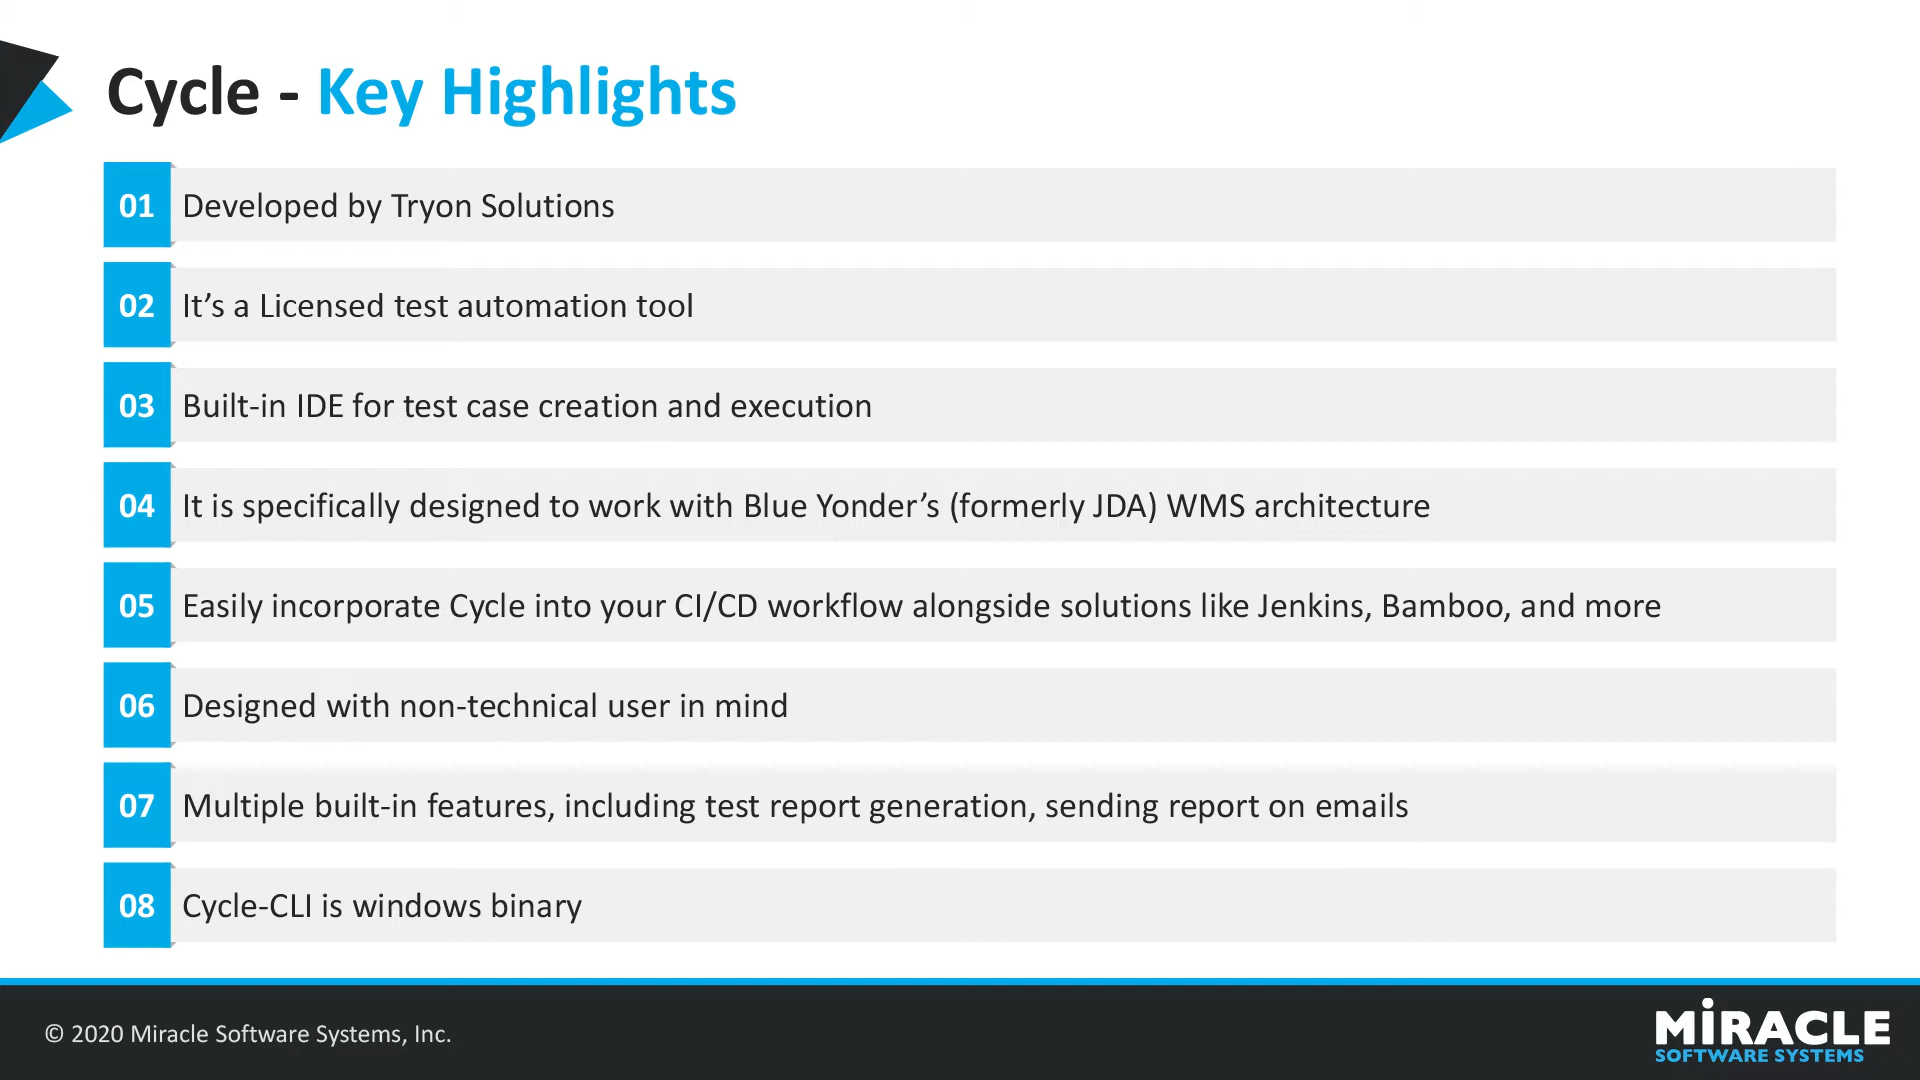 Cycle - Key Highlights
01 Developed by Tryon Solutions
02 It’s a Licensed test automation tool
03 Built-in IDE for test case creation and execution
04 It is specifically designed to work with Blue Yonder’s (formerly JDA) WMS architecture
05 Easily incorporate Cycle into your CI/CD workflow alongside solutions like Jenkins, Bamboo, and more
06 Designed with non-technical user in mind
07 Multiple built-in features, including test report generation, sending report on emails
08 Cycle-CLI is windows binary
© 2020 Miracle Software Systems, Inc.
MiRACLE
SOFTWARE SYSTEMS